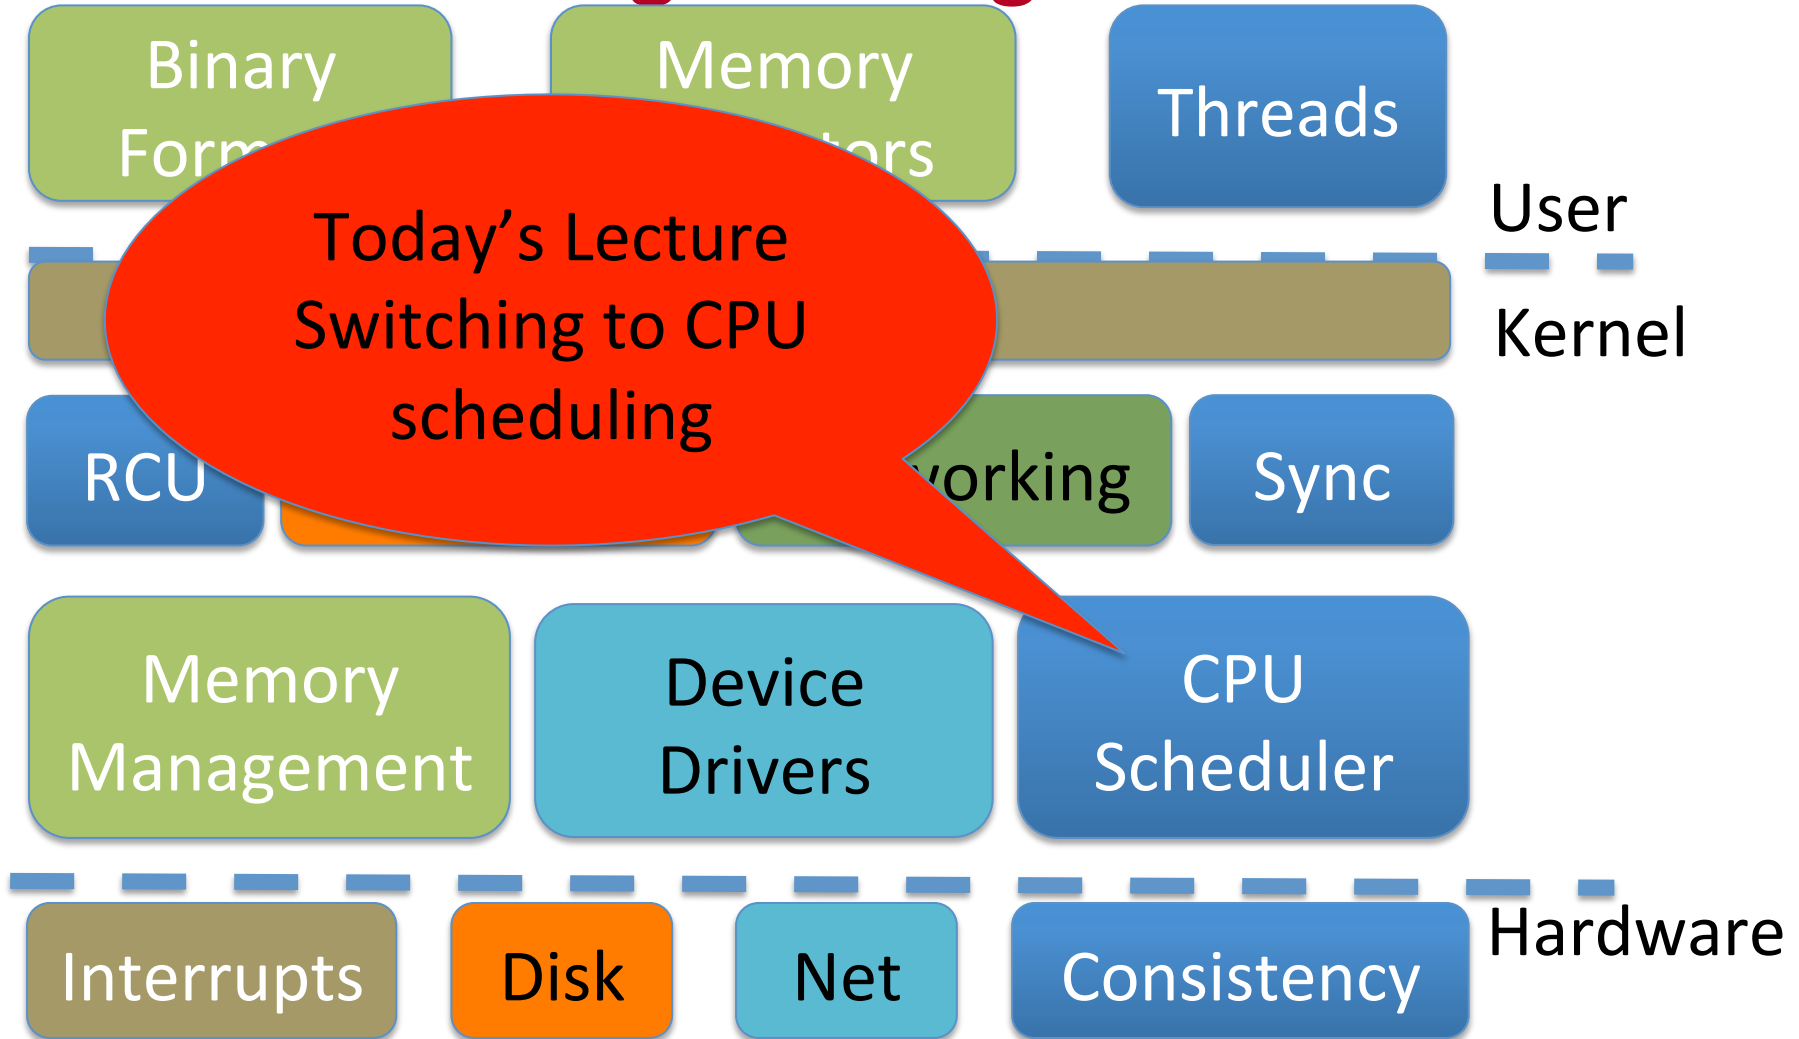 Binary
Memory
Threads
User
Today’s Lecture
Switching to CPU
scheduling
Kernel
RCU
Sync
Memory
Management
Device
Drivers
CPU
Scheduler
Hardware
Interrupts
Disk
Net
Consistency